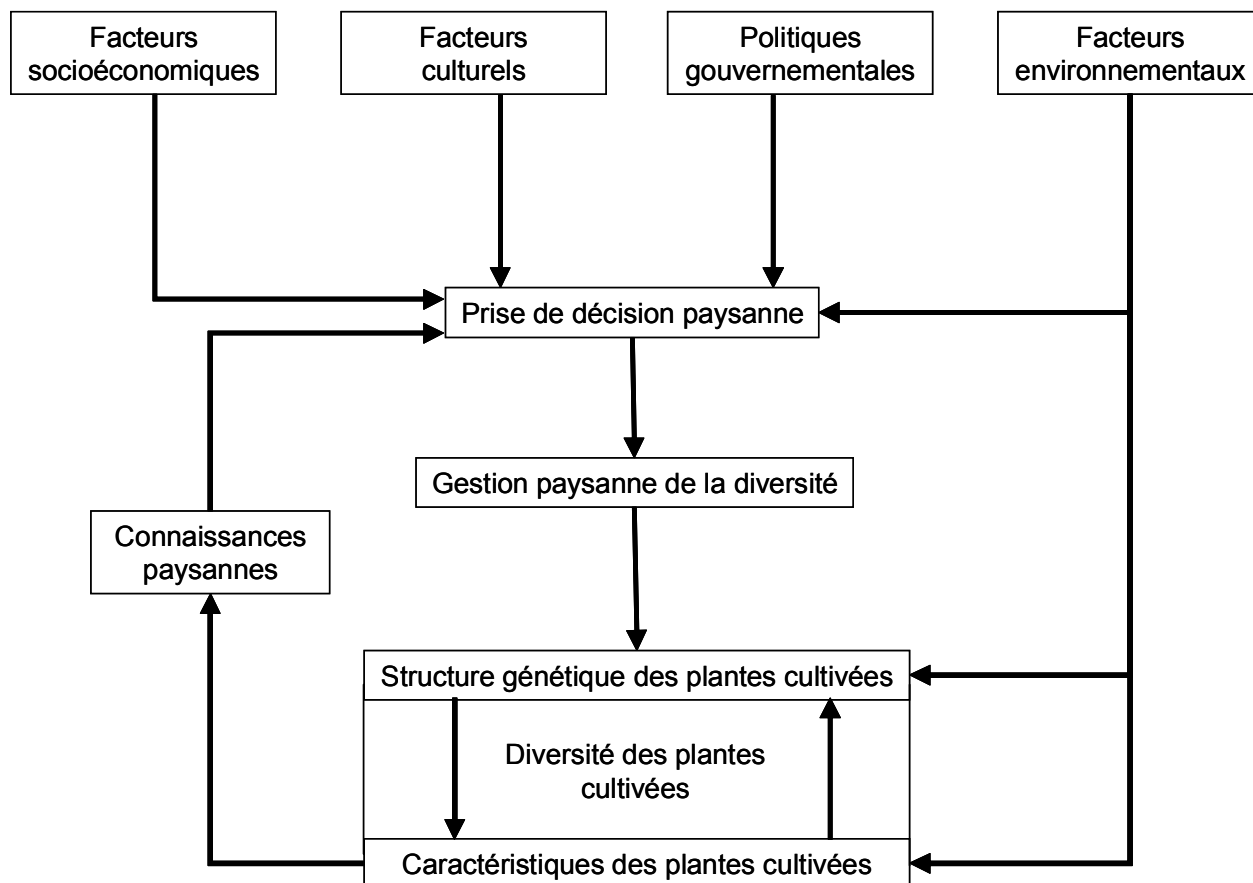 Facteurs
socioéconomiques
Facteurs
culturels
Politiques
gouvernementales
Facteurs
environnementaux
Prise de décision paysanne
Gestion paysanne de la diversité
Connaissances
paysannes
Structure génétique des plantes cultivées
Diversité des plantes
cultivées
Caractéristiques des plantes cultivées